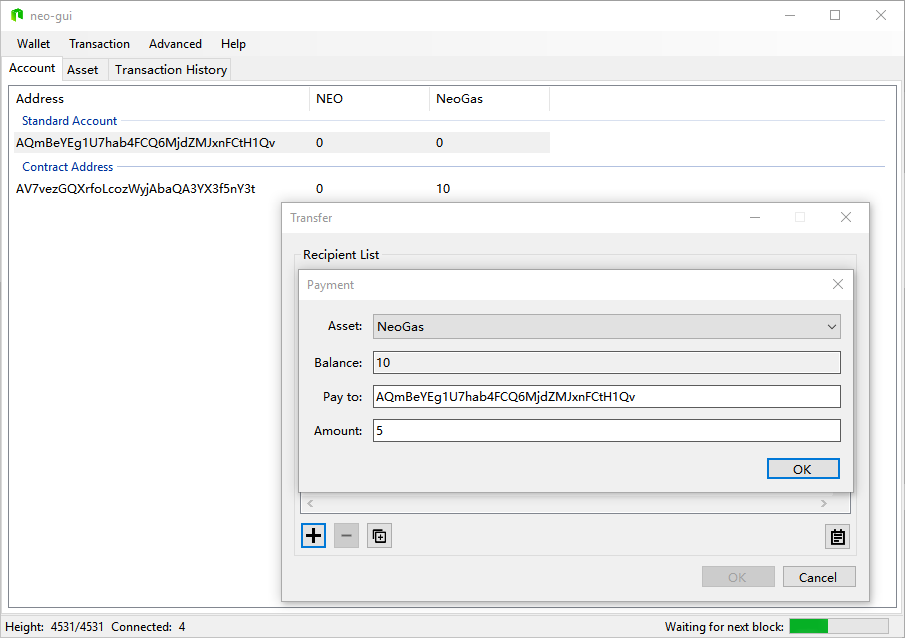 neo-gui
Wallet Transaction Advanced Help
Account Asset Transaction History
Address NEO NeoGas
Standard Account
AQmBeYEg1U7hab4FCQ6MjdZMJxnFCtH1Qv 0 0
Contract Address
AV7vezGQXrfoLcozWyjAbaQA3YX3f5nY3t 0 10
Transfer
Recipient List
Payment
Asset: NeoGas
Balance: 10
Pay to: AQmBeYEg1U7hab4FCQ6MjdZMJxnFCtH1Qv
Amount: 5
OK
OK Cancel
Height: 4531/4531 Connected: 4 Waiting for next block: